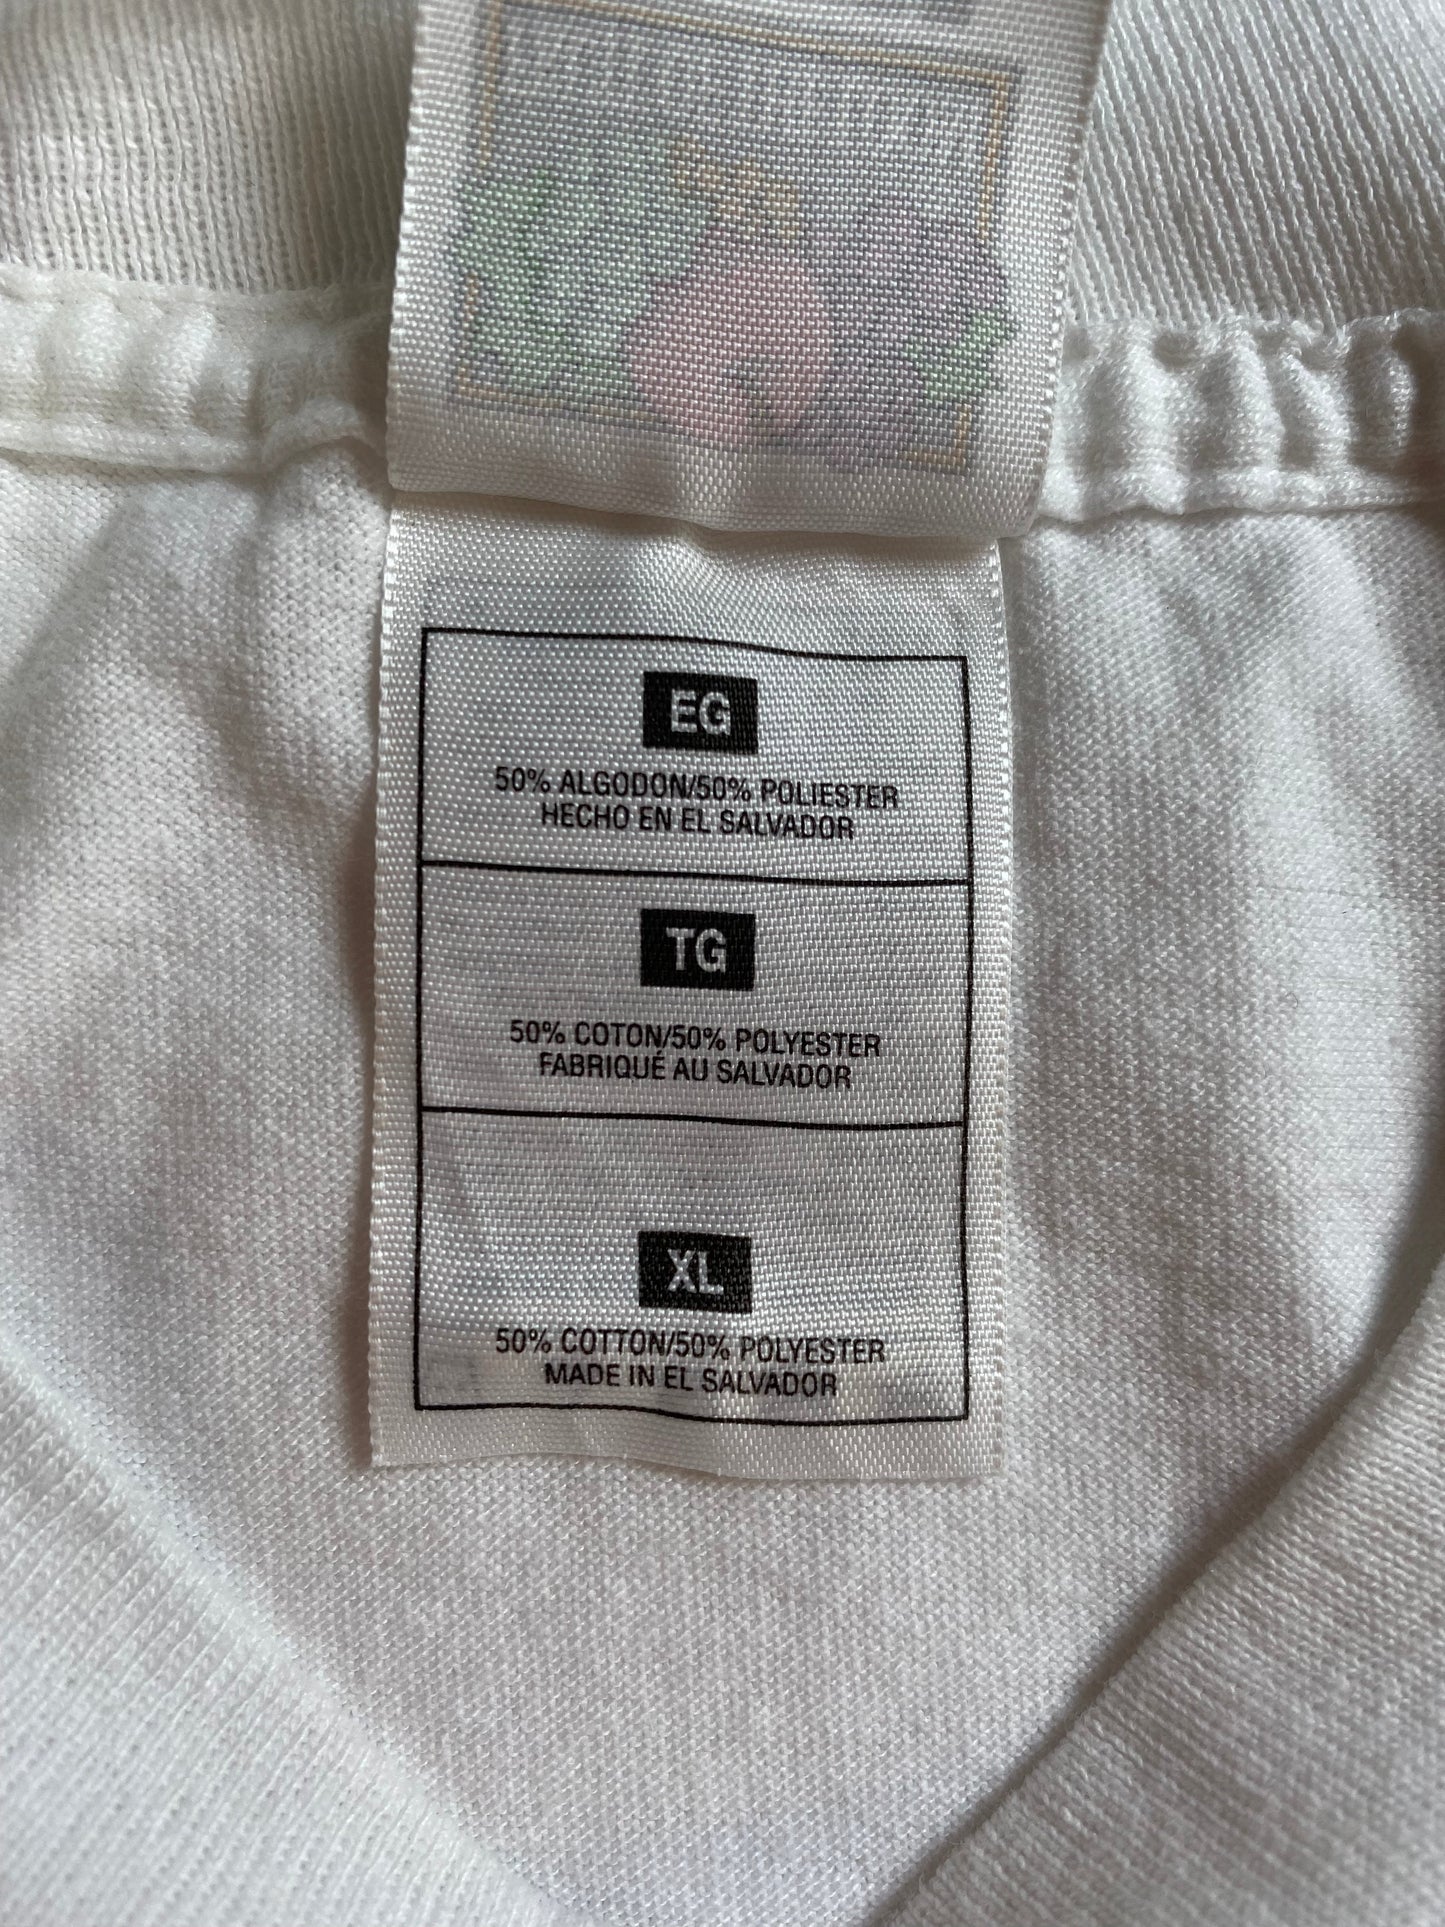 EG
50% ALGODON/50% POLIESTER
HECHO EN EL SALVADOR
TG
50% COTON/50% POLYESTER
FABRIQUÉ AU SALVADOR
XL
50% COTTON/50% POLYESTER
MADE IN EL SALVADOR